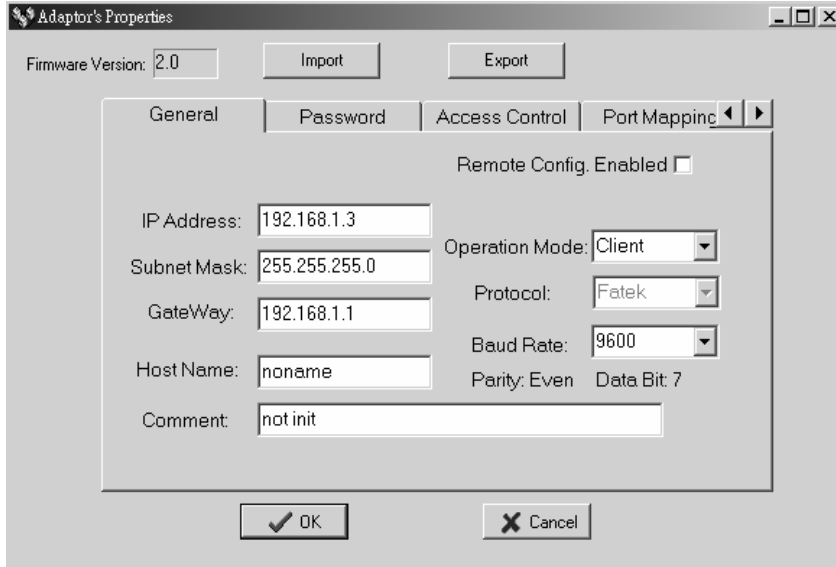 Adaptor's Properties
Firmware Version: 2.0 Import Export
General Password Access Control Port Mapping
Remote Config. Enabled
IP Address: 192.168.1.3
Operation Mode: Client
Subnet Mask: 255.255.255.0
Protocol: Fatek
GateWay: 192.168.1.1
Baud Rate: 9600
Host Name: noname
Parity: Even Data Bit: 7
Comment: not init
OK Cancel